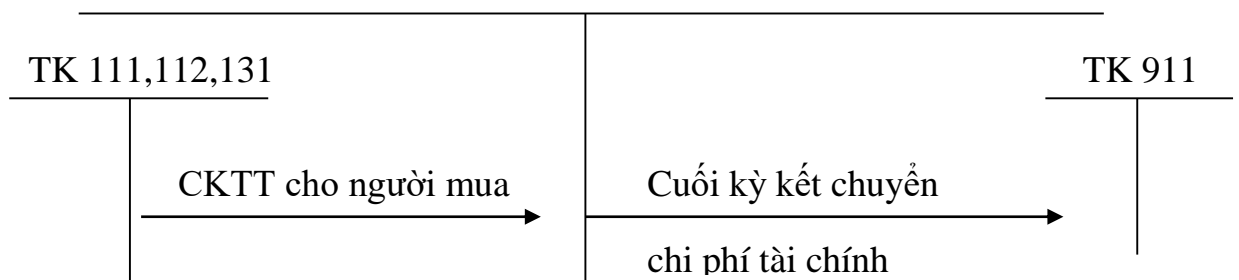 TK 111,112,131
TK 911
CKTT cho người mua
Cuối kỳ kết chuyển
chi phí tài chính